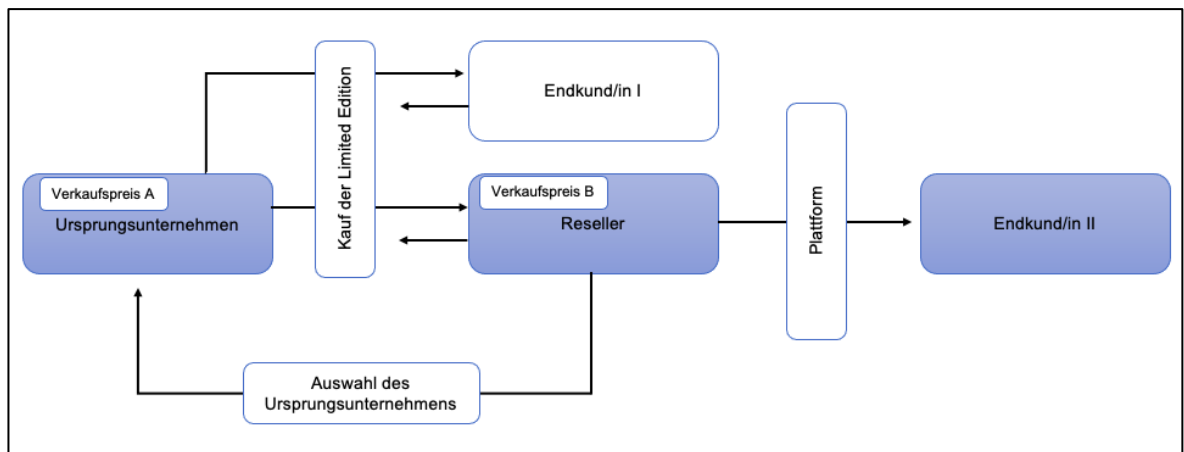 Kauf der Limited Edition
Endkund/in I
Verkaufspreis A
Ursprungsunternehmen
Verkaufspreis B
Reseller
Plattform
Endkund/in II
Auswahl des
Ursprungsunternehmens